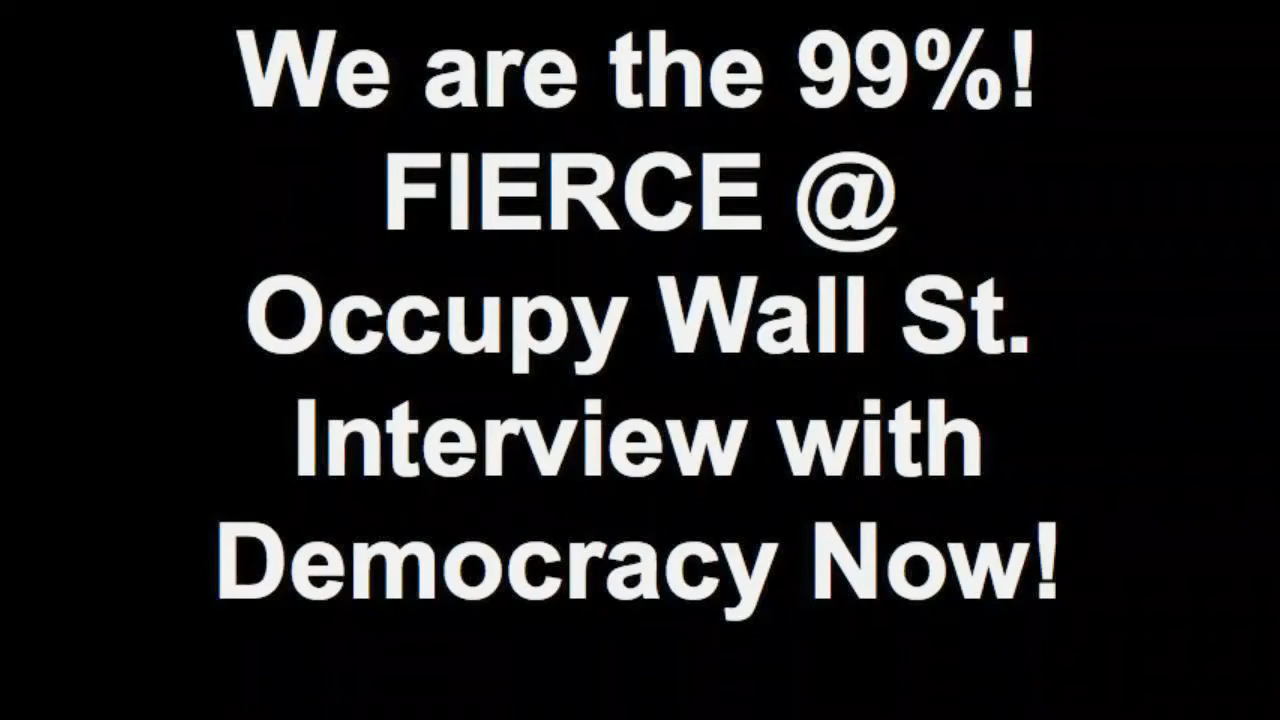 We are the 99%!
FIERCE @
Occupy Wall St.
Interview with
Democracy Now!